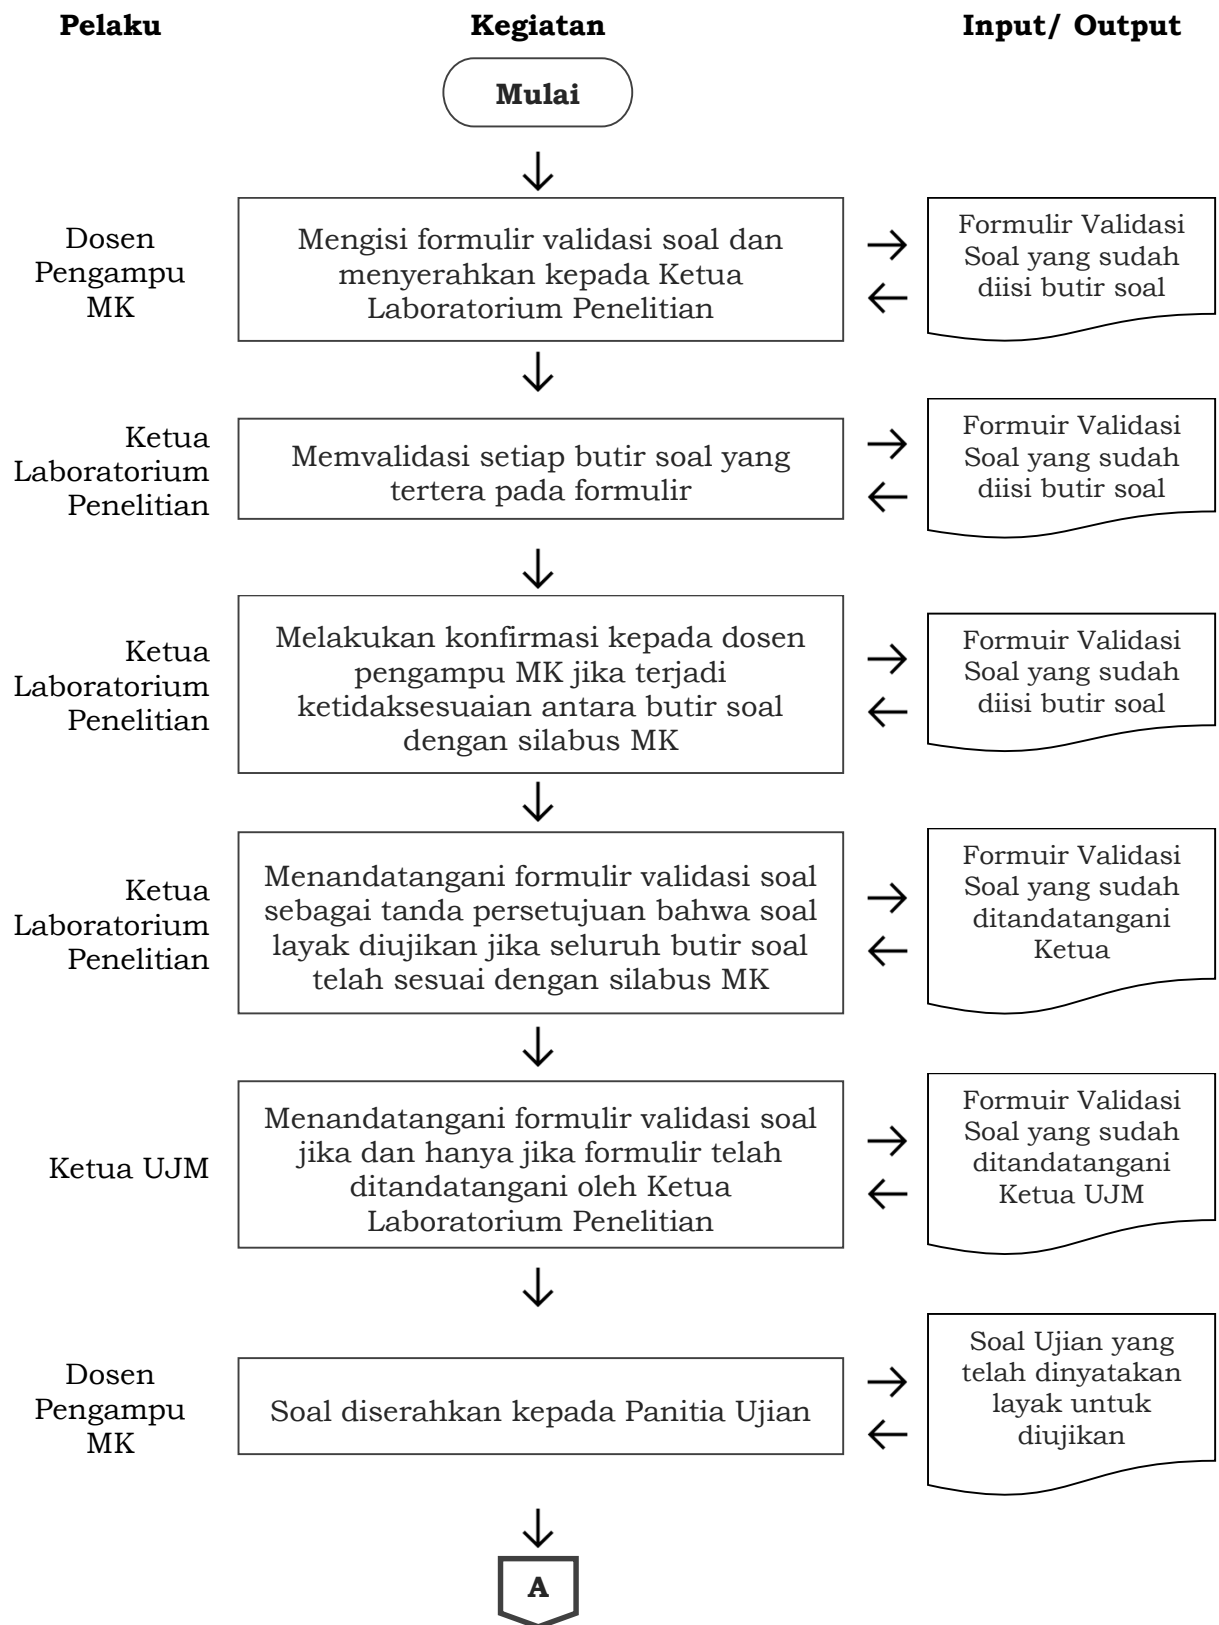 Pelaku
Kegiatan
Input/ Output
Mulai
Dosen
Pengampu
MK
Mengisi formulir validasi soal dan
menyerahkan kepada Ketua
Laboratorium Penelitian
Formulir Validasi
Soal yang sudah
diisi butir soal
Ketua
Laboratorium
Penelitian
Memvalidasi setiap butir soal yang
tertera pada formulir
Formuir Validasi
Soal yang sudah
diisi butir soal
Ketua
Laboratorium
Penelitian
Melakukan konfirmasi kepada dosen
pengampu MK jika terjadi
ketidaksesuaian antara butir soal
dengan silabus MK
Formuir Validasi
Soal yang sudah
diisi butir soal
Ketua
Laboratorium
Penelitian
Menandatangani formulir validasi soal
sebagai tanda persetujuan bahwa soal
layak diujikan jika seluruh butir soal
telah sesuai dengan silabus MK
Formuir Validasi
Soal yang sudah
ditandatangani
Ketua
Ketua UJM
Menandatangani formulir validasi soal
jika dan hanya jika formulir telah
ditandatangani oleh Ketua
Laboratorium Penelitian
Formuir Validasi
Soal yang sudah
ditandatangani
Ketua UJM
Dosen
Pengampu
MK
Soal diserahkan kepada Panitia Ujian
Soal Ujian yang
telah dinyatakan
layak untuk
diujikan
A